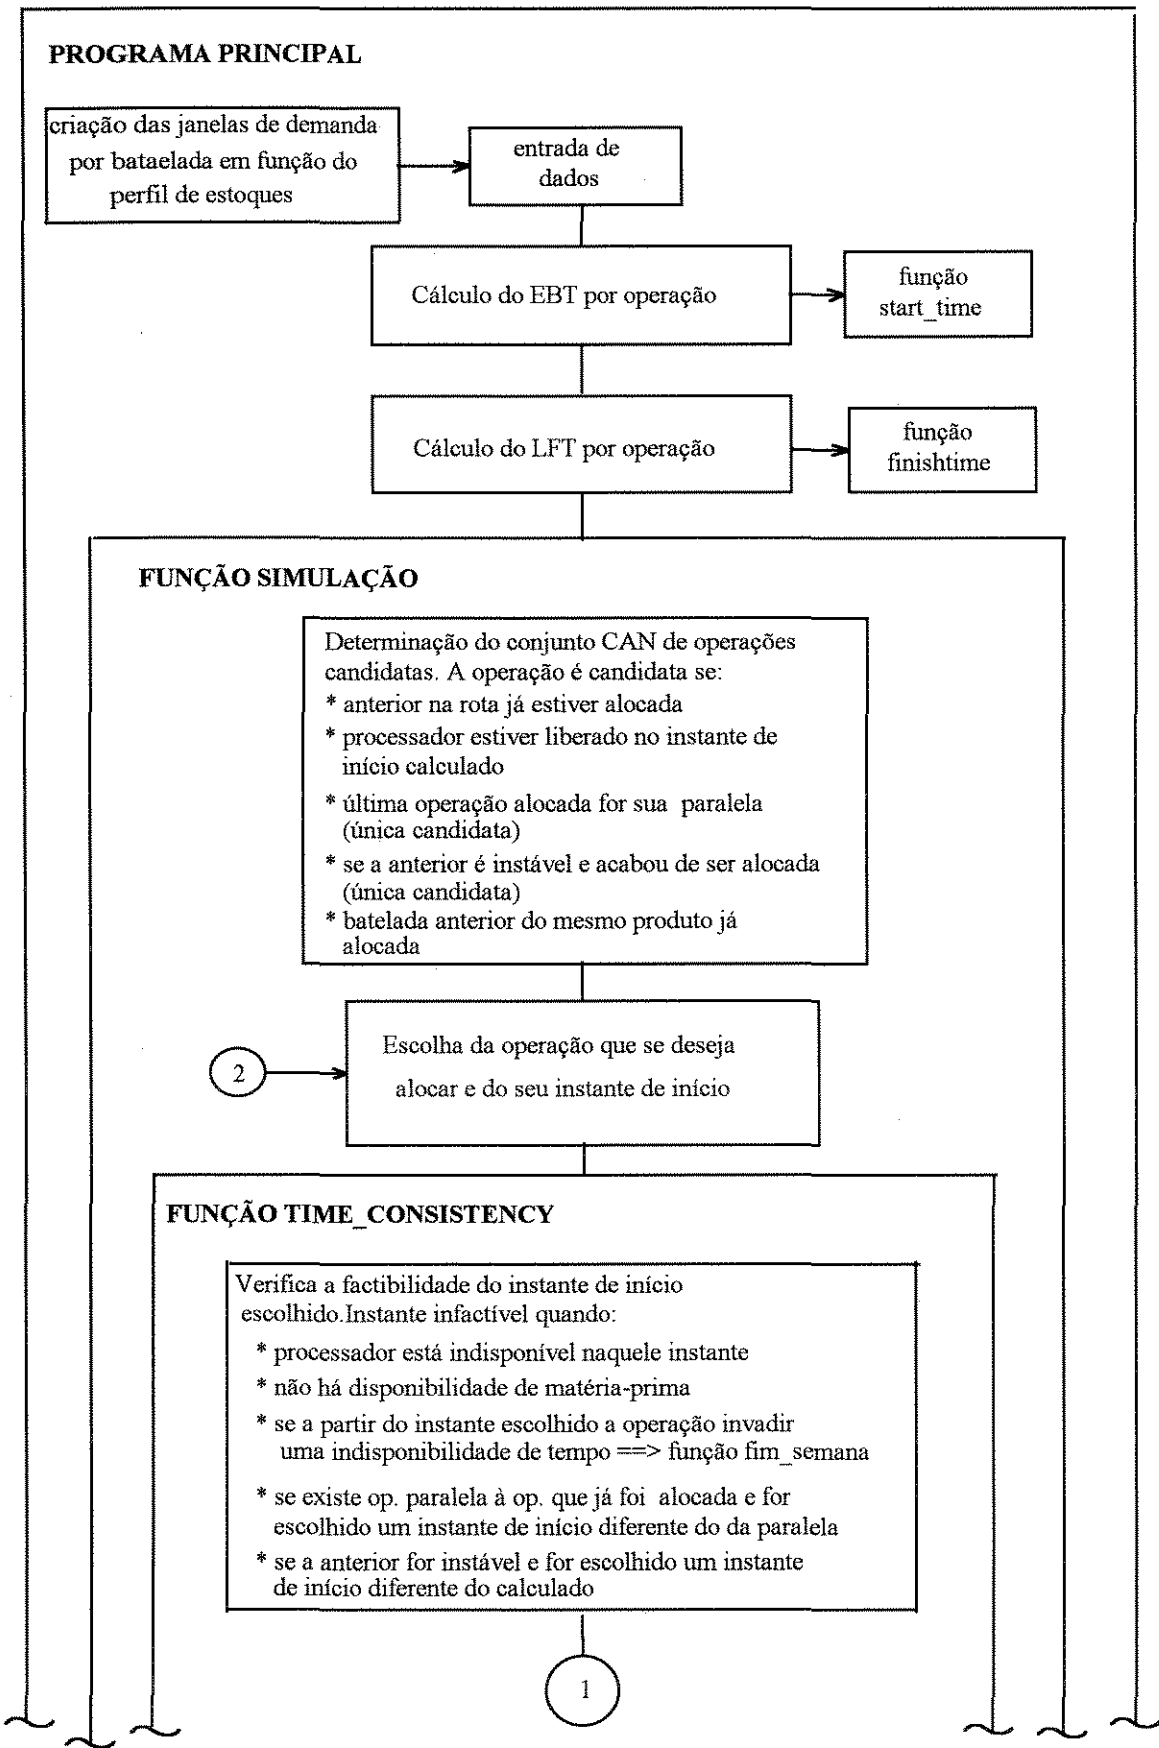 PROGRAMA PRINCIPAL
criação das janelas de demanda
por bataelada em função do
perfil de estoques
entrada de
dados
Cálculo do EBT por operação
função
start_time
Cálculo do LFT por operação
função
finishtime
FUNÇÃO SIMULAÇÃO
Determinação do conjunto CAN de operações
candidatas. A operação é candidata se:
* anterior na rota já estiver alocada
* processador estiver liberado no instante de
início calculado
* última operação alocada for sua paralela
(única candidata)
* se a anterior é instável e acabou de ser alocada
(única candidata)
* batelada anterior do mesmo produto já
alocada
Escolha da operação que se deseja
alocar e do seu instante de início
2
FUNÇÃO TIME_CONSISTENCY
Verifica a factibilidade do instante de início
escolhido.Instante infactível quando:
* processador está indisponível naquele instante
* não há disponibilidade de matéria-prima
* se a partir do instante escolhido a operação invadir
uma indisponibilidade de tempo ==> função fim_semana
* se existe op. paralela à op. que já foi alocada e for
escolhido um instante de início diferente do da paralela
* se a anterior for instável e for escolhido um instante
de início diferente do calculado
1